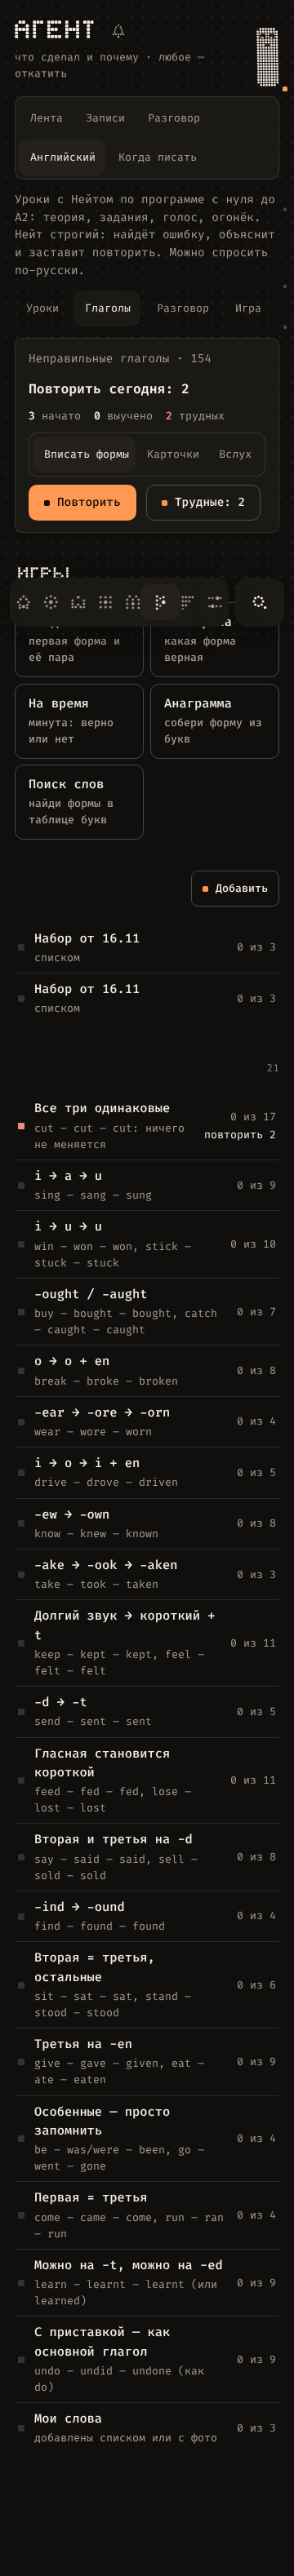 АГЕНТ
что сделал и почему · любое —
откатить
Лента Записи Разговор
Английский Когда писать
Уроки с Нейтом по программе с нуля до
A2: теория, задания, голос, огонёк.
Нейт строгий: найдёт ошибку, объяснит
и заставит повторить. Можно спросить
по-русски.
Уроки Глаголы Разговор Игра
Неправильные глаголы · 154
Повторить сегодня: 2
3 начато 0 выучено 2 трудных
Вписать формы Карточки Вслух
Повторить Трудные: 2
ИГРЫ
первая форма и
её пара
какая форма
верная
На время
минута: верно
или нет
Анаграмма
собери форму из
букв
Поиск слов
найди формы в
таблице букв
Добавить
Набор от 16.11
списком
0 из 3
Набор от 16.11
списком
0 из 3
21
Все три одинаковые
cut — cut — cut: ничего
не меняется
0 из 17
повторить 2
i → a → u
sing — sang — sung
0 из 9
i → u → u
win — won — won, stick —
stuck — stuck
0 из 10
-ought / -aught
buy — bought — bought, catch
— caught — caught
0 из 7
o → o + en
break — broke — broken
0 из 8
-ear → -ore → -orn
wear — wore — worn
0 из 4
i → o → i + en
drive — drove — driven
0 из 5
-ew → -own
know — knew — known
0 из 8
-ake → -ook → -aken
take — took — taken
0 из 3
Долгий звук → короткий +
t
keep — kept — kept, feel —
felt — felt
0 из 11
-d → -t
send — sent — sent
0 из 5
Гласная становится
короткой
feed — fed — fed, lose —
lost — lost
0 из 11
Вторая и третья на -d
say — said — said, sell —
sold — sold
0 из 8
-ind → -ound
find — found — found
0 из 4
Вторая = третья,
остальные
sit — sat — sat, stand —
stood — stood
0 из 6
Третья на -en
give — gave — given, eat —
ate — eaten
0 из 9
Особенные — просто
запомнить
be — was/were — been, go —
went — gone
0 из 4
Первая = третья
come — came — come, run — ran
— run
0 из 4
Можно на -t, можно на -ed
learn — learnt — learnt (или
learned)
0 из 9
С приставкой — как
основной глагол
undo — undid — undone (как
do)
0 из 9
Мои слова
добавлены списком или с фото
0 из 3